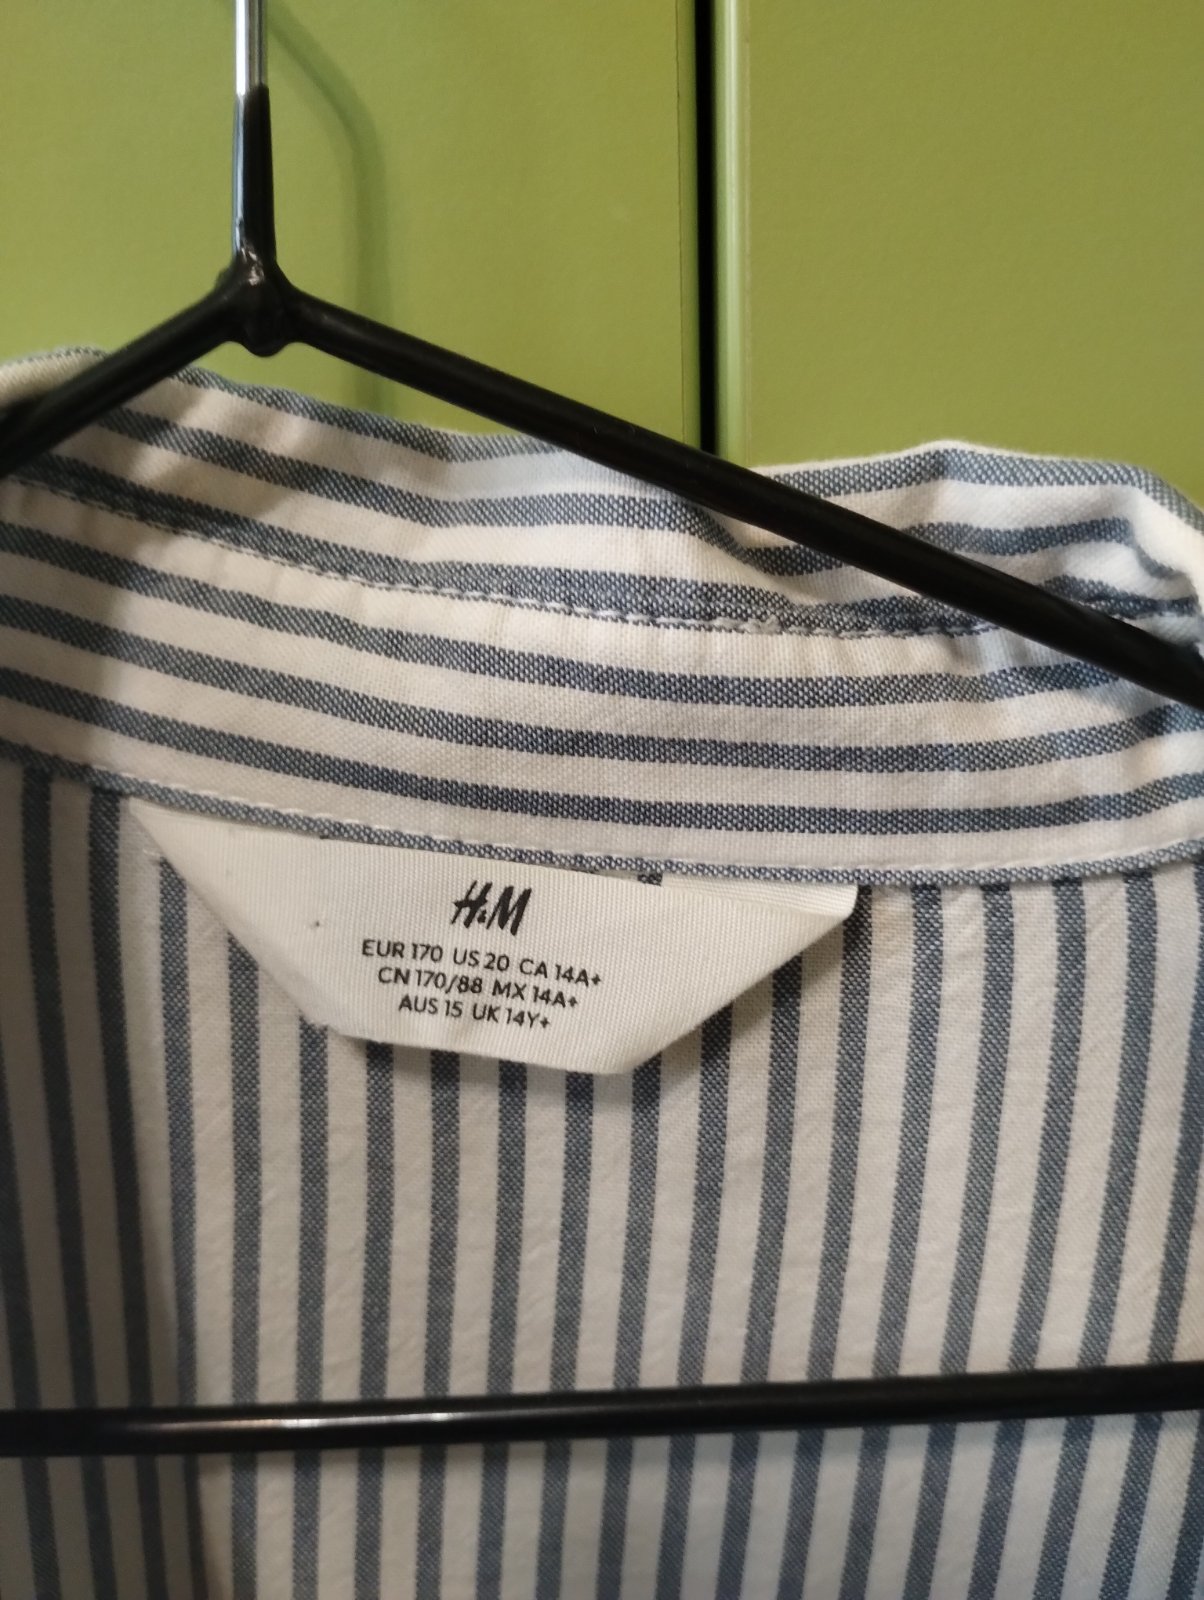 H&M
EUR 170 US 20 CA 14A+
CN 170/88 MX 14A+
AUS 15 UK 14Y+